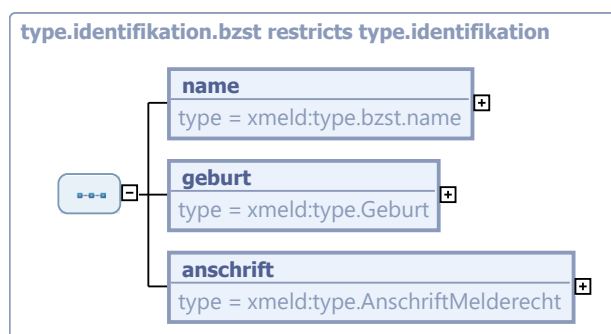 type.identifikation.bzst restricts type.identifikation
name
type = xmeld:type.bzst.name
geburt
type = xmeld:type.Geburt
anschrift
type = xmeld:type.AnschriftMelderecht